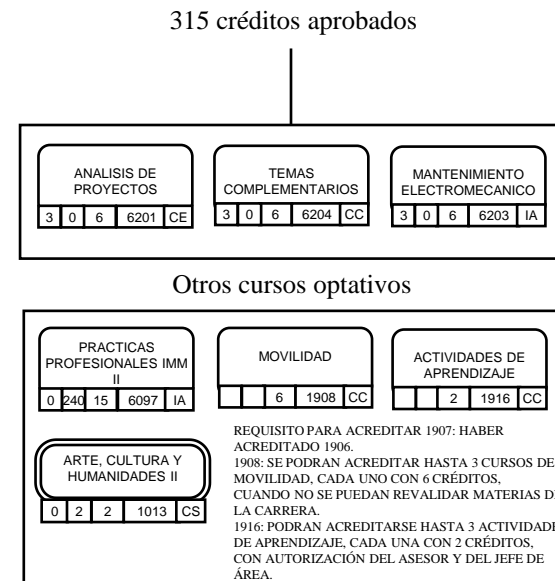 315 créditos aprobados
ANALISIS DE
PROYECTOS
3 0 6 6201 CE
TEMAS
COMPLEMENTARIOS
3 0 6 6204 CC
MANTENIMIENTO
ELECTROMECANICO
3 0 6 6203 IA
Otros cursos optativos
PRACTICAS
PROFESIONALES IMM
II
0 240 15 6097 IA
MOVILIDAD
6 1908 CC
ACTIVIDADES DE
APRENDIZAJE
2 1916 CC
ARTE, CULTURA Y
HUMANIDADES II
0 2 2 1013 CS
REQUISITO PARA ACREDITAR 1907: HABER
ACREDITADO 1906.
1908: SE PODRAN ACREDITAR HASTA 3 CURSOS DE
MOVILIDAD, CADA UNO CON 6 CRÉDITOS,
CUANDO NO SE PUEDAN REVALIDAR MATERIAS D
LA CARRERA.
1916: PODRAN ACREDITARSE HASTA 3 ACTIVIDADE
DE APRENDIZAJE, CADA UNA CON 2 CRÉDITOS,
CON AUTORIZACIÓN DEL ASESOR Y DEL JEFE DE
ÁREA.